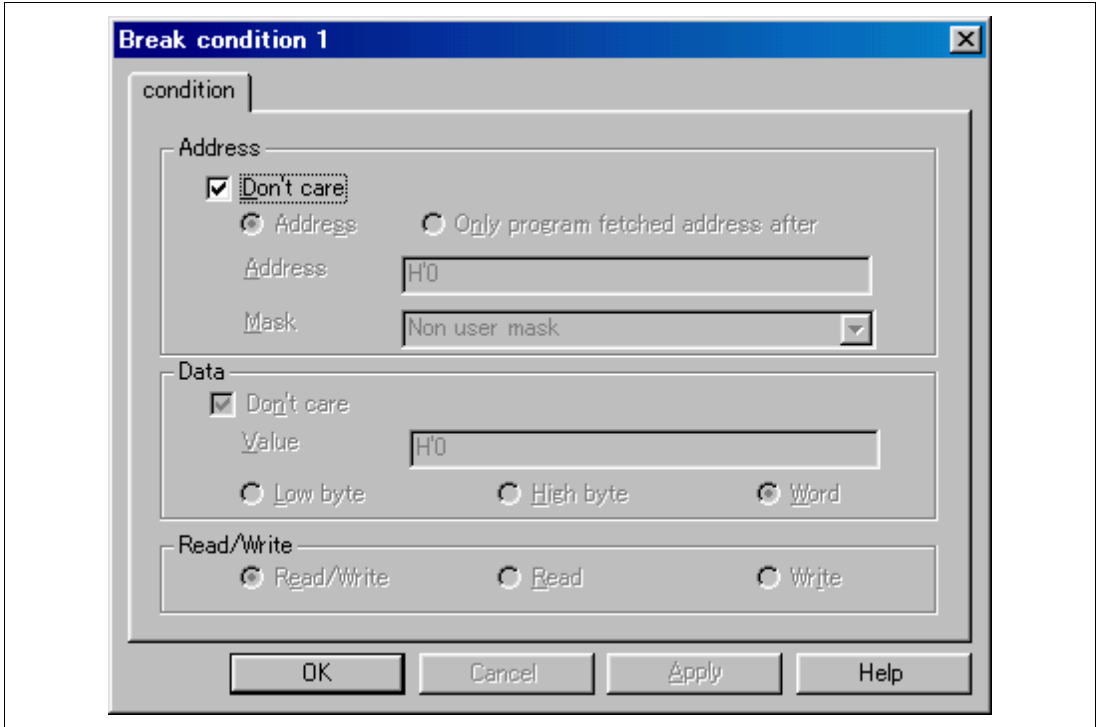 Break condition 1
condition
Address
Don't care
Address Only program fetched address after
Address H'0
Mask Non user mask
Data
Don't care
Value H'0
Low byte High byte Word
Read/Write
Read/Write Read Write
OK Cancel Apply Help